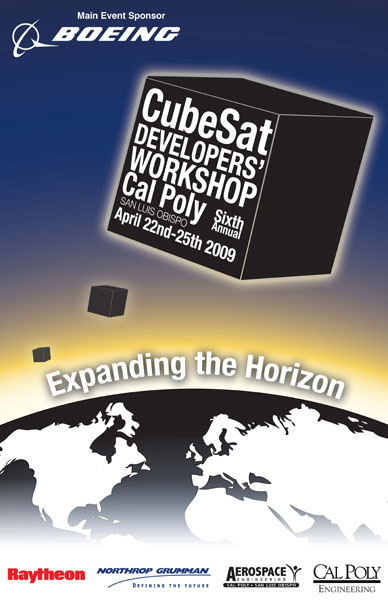 Main Event Sponsor
BOEING
CubeSat
DEVELOPERS'
WORKSHOP
Cal Poly
SAN LUIS OBISPO
Sixth
Annual
April 22nd-25th 2009
Expanding the Horizon
Raytheon
NORTHROP GRUMMAN
DEFINING THE FUTURE
AEROSPACE
ENGINEERING
CAL POLY • SAN LUIS OBISPO
CAL POLY
ENGINEERING